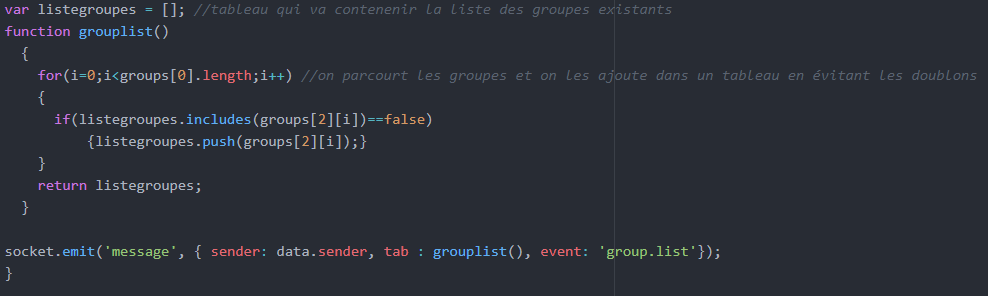 var listegroupes = []; //tableau qui va contenenir la liste des groupes existants
function grouplist()
{
for(i=0;i<groups[0].length;i++) //on parcourt les groupes et on les ajoute dans un tableau en évitant les doublons
{
if(listegroupes.includes(groups[2][i])==false)
{listegroupes.push(groups[2][i]);}
}
return listegroupes;
}
socket.emit('message', { sender: data.sender, tab : grouplist(), event: 'group.list'});
}